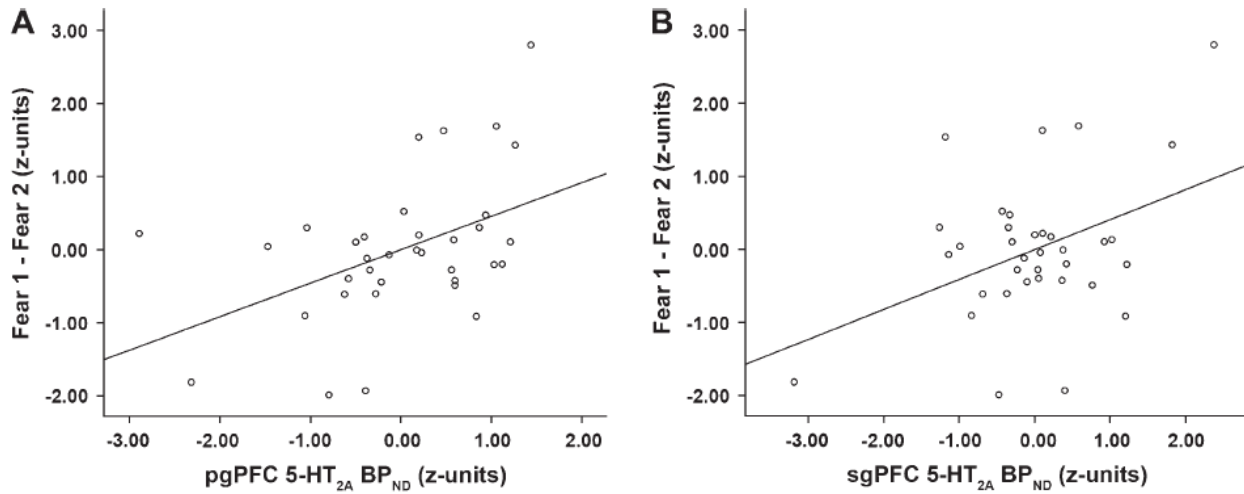 A
Fear 1 - Fear 2 (z-units)
3.00
2.00
1.00
0.00
-1.00
-2.00
-3.00 -2.00 -1.00 0.00 1.00 2.00
pgPFC 5-HT2A BPND (z-units)
B
Fear 1 - Fear 2 (z-units)
3.00
2.00
1.00
0.00
-1.00
-2.00
-3.00 -2.00 -1.00 0.00 1.00 2.00
sgPFC 5-HT2A BPND (z-units)